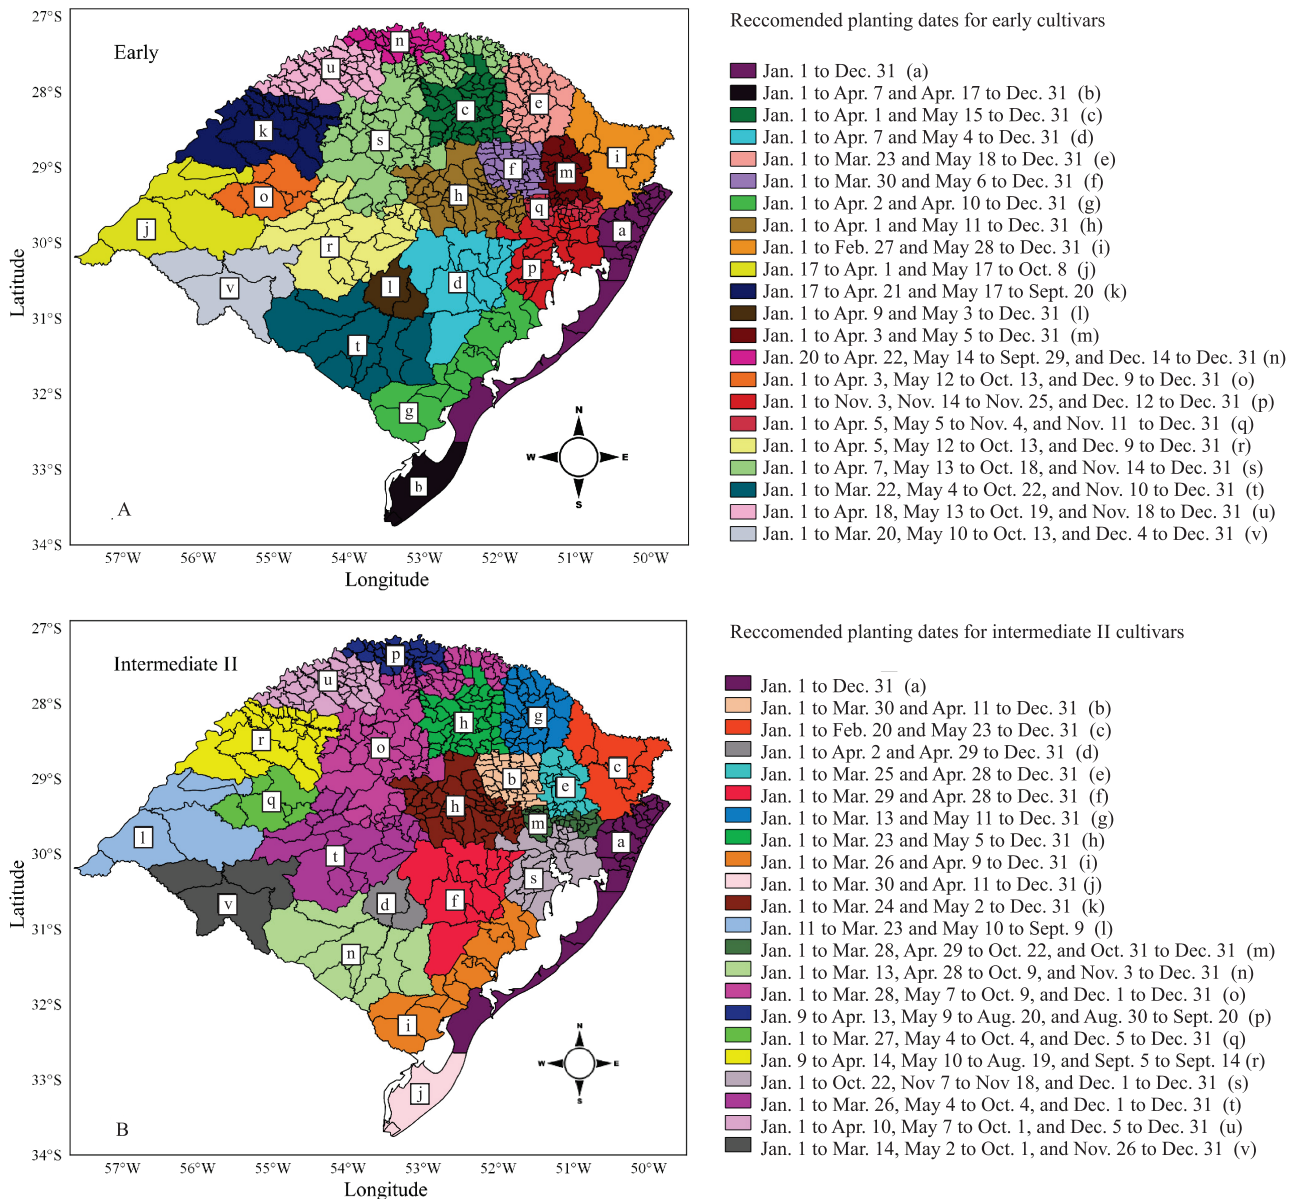 27°S
28°S
29°S
30°S
31°S
32°S
33°S
34°S
Latitude
Early
n
u
e
c
k
s
i
f
m
o
h
q
j
a
r
p
v
l
d
t
g
b
N
W
E
S
A
57°W
56°W
55°W
54°W
53°W
52°W
51°W
50°W
Longitude
Reccomended planting dates for early cultivars
Jan. 1 to Dec. 31 (a)
Jan. 1 to Apr. 7 and Apr. 17 to Dec. 31 (b)
Jan. 1 to Apr. 1 and May 15 to Dec. 31 (c)
Jan. 1 to Apr. 7 and May 4 to Dec. 31 (d)
Jan. 1 to Mar. 23 and May 18 to Dec. 31 (e)
Jan. 1 to Mar. 30 and May 6 to Dec. 31 (f)
Jan. 1 to Apr. 2 and Apr. 10 to Dec. 31 (g)
Jan. 1 to Apr. 1 and May 11 to Dec. 31 (h)
Jan. 1 to Feb. 27 and May 28 to Dec. 31 (i)
Jan. 17 to Apr. 1 and May 17 to Oct. 8 (j)
Jan. 17 to Apr. 21 and May 17 to Sept. 20 (k)
Jan. 1 to Apr. 9 and May 3 to Dec. 31 (l)
Jan. 1 to Apr. 3 and May 5 to Dec. 31 (m)
Jan. 20 to Apr. 22, May 14 to Sept. 29, and Dec. 14 to Dec. 31 (n)
Jan. 1 to Apr. 3, May 12 to Oct. 13, and Dec. 9 to Dec. 31 (o)
Jan. 1 to Nov. 3, Nov. 14 to Nov. 25, and Dec. 12 to Dec. 31 (p)
Jan. 1 to Apr. 5, May 5 to Nov. 4, and Nov. 11 to Dec. 31 (q)
Jan. 1 to Apr. 5, May 12 to Oct. 13, and Dec. 9 to Dec. 31 (r)
Jan. 1 to Apr. 7, May 13 to Oct. 18, and Nov. 14 to Dec. 31 (s)
Jan. 1 to Mar. 22, May 4 to Oct. 22, and Nov. 10 to Dec. 31 (t)
Jan. 1 to Apr. 18, May 13 to Oct. 19, and Nov. 18 to Dec. 31 (u)
Jan. 1 to Mar. 20, May 10 to Oct. 13, and Dec. 4 to Dec. 31 (v)
27°S
28°S
29°S
30°S
31°S
32°S
33°S
34°S
Latitude
Intermediate II
p
u
g
h
r
o
c
b
e
q
h
m
l
a
t
s
v
d
f
n
i
j
N
W
E
S
B
57°W
56°W
55°W
54°W
53°W
52°W
51°W
50°W
Longitude
Reccomended planting dates for intermediate II cultivars
Jan. 1 to Dec. 31 (a)
Jan. 1 to Mar. 30 and Apr. 11 to Dec. 31 (b)
Jan. 1 to Feb. 20 and May 23 to Dec. 31 (c)
Jan. 1 to Apr. 2 and Apr. 29 to Dec. 31 (d)
Jan. 1 to Mar. 25 and Apr. 28 to Dec. 31 (e)
Jan. 1 to Mar. 29 and Apr. 28 to Dec. 31 (f)
Jan. 1 to Mar. 13 and May 11 to Dec. 31 (g)
Jan. 1 to Mar. 23 and May 5 to Dec. 31 (h)
Jan. 1 to Mar. 26 and Apr. 9 to Dec. 31 (i)
Jan. 1 to Mar. 30 and Apr. 11 to Dec. 31 (j)
Jan. 1 to Mar. 24 and May 2 to Dec. 31 (k)
Jan. 11 to Mar. 23 and May 10 to Sept. 9 (l)
Jan. 1 to Mar. 28, Apr. 29 to Oct. 22, and Oct. 31 to Dec. 31 (m)
Jan. 1 to Mar. 13, Apr. 28 to Oct. 9, and Nov. 3 to Dec. 31 (n)
Jan. 1 to Mar. 28, May 7 to Oct. 9, and Dec. 1 to Dec. 31 (o)
Jan. 9 to Apr. 13, May 9 to Aug. 20, and Aug. 30 to Sept. 20 (p)
Jan. 1 to Mar. 27, May 4 to Oct. 4, and Dec. 5 to Dec. 31 (q)
Jan. 9 to Apr. 14, May 10 to Aug. 19, and Sept. 5 to Sept. 14 (r)
Jan. 1 to Oct. 22, Nov 7 to Nov 18, and Dec. 1 to Dec. 31 (s)
Jan. 1 to Mar. 26, May 4 to Oct. 4, and Dec. 1 to Dec. 31 (t)
Jan. 1 to Apr. 10, May 7 to Oct. 1, and Dec. 5 to Dec. 31 (u)
Jan. 1 to Mar. 14, May 2 to Oct. 1, and Nov. 26 to Dec. 31 (v)